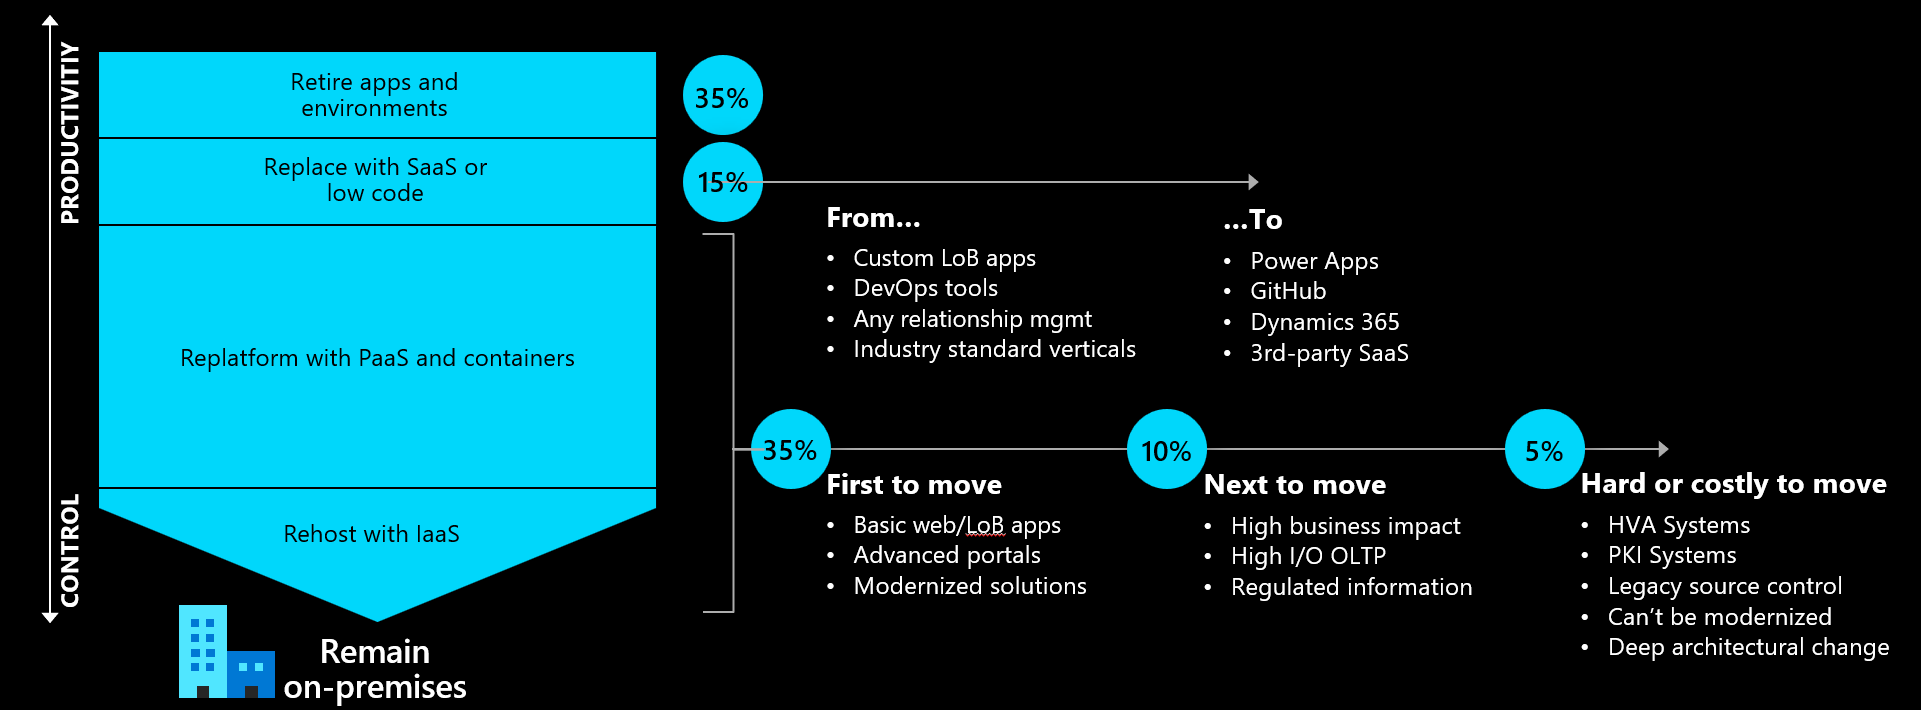 PRODUCTIVITIY
CONTROL
Retire apps and
environments
35%
Replace with SaaS or
low code
15%
From...
• Custom LoB apps
• DevOps tools
• Any relationship mgmt
• Industry standard verticals
...To
• Power Apps
• GitHub
• Dynamics 365
• 3rd-party SaaS
Replatform with PaaS and containers
Rehost with IaaS
35%
First to move
• Basic web/LoB apps
• Advanced portals
• Modernized solutions
10%
Next to move
• High business impact
• High I/O OLTP
• Regulated information
5%
Hard or costly to move
• HVA Systems
• PKI Systems
• Legacy source control
• Can’t be modernized
• Deep architectural change
Remain
on-premises